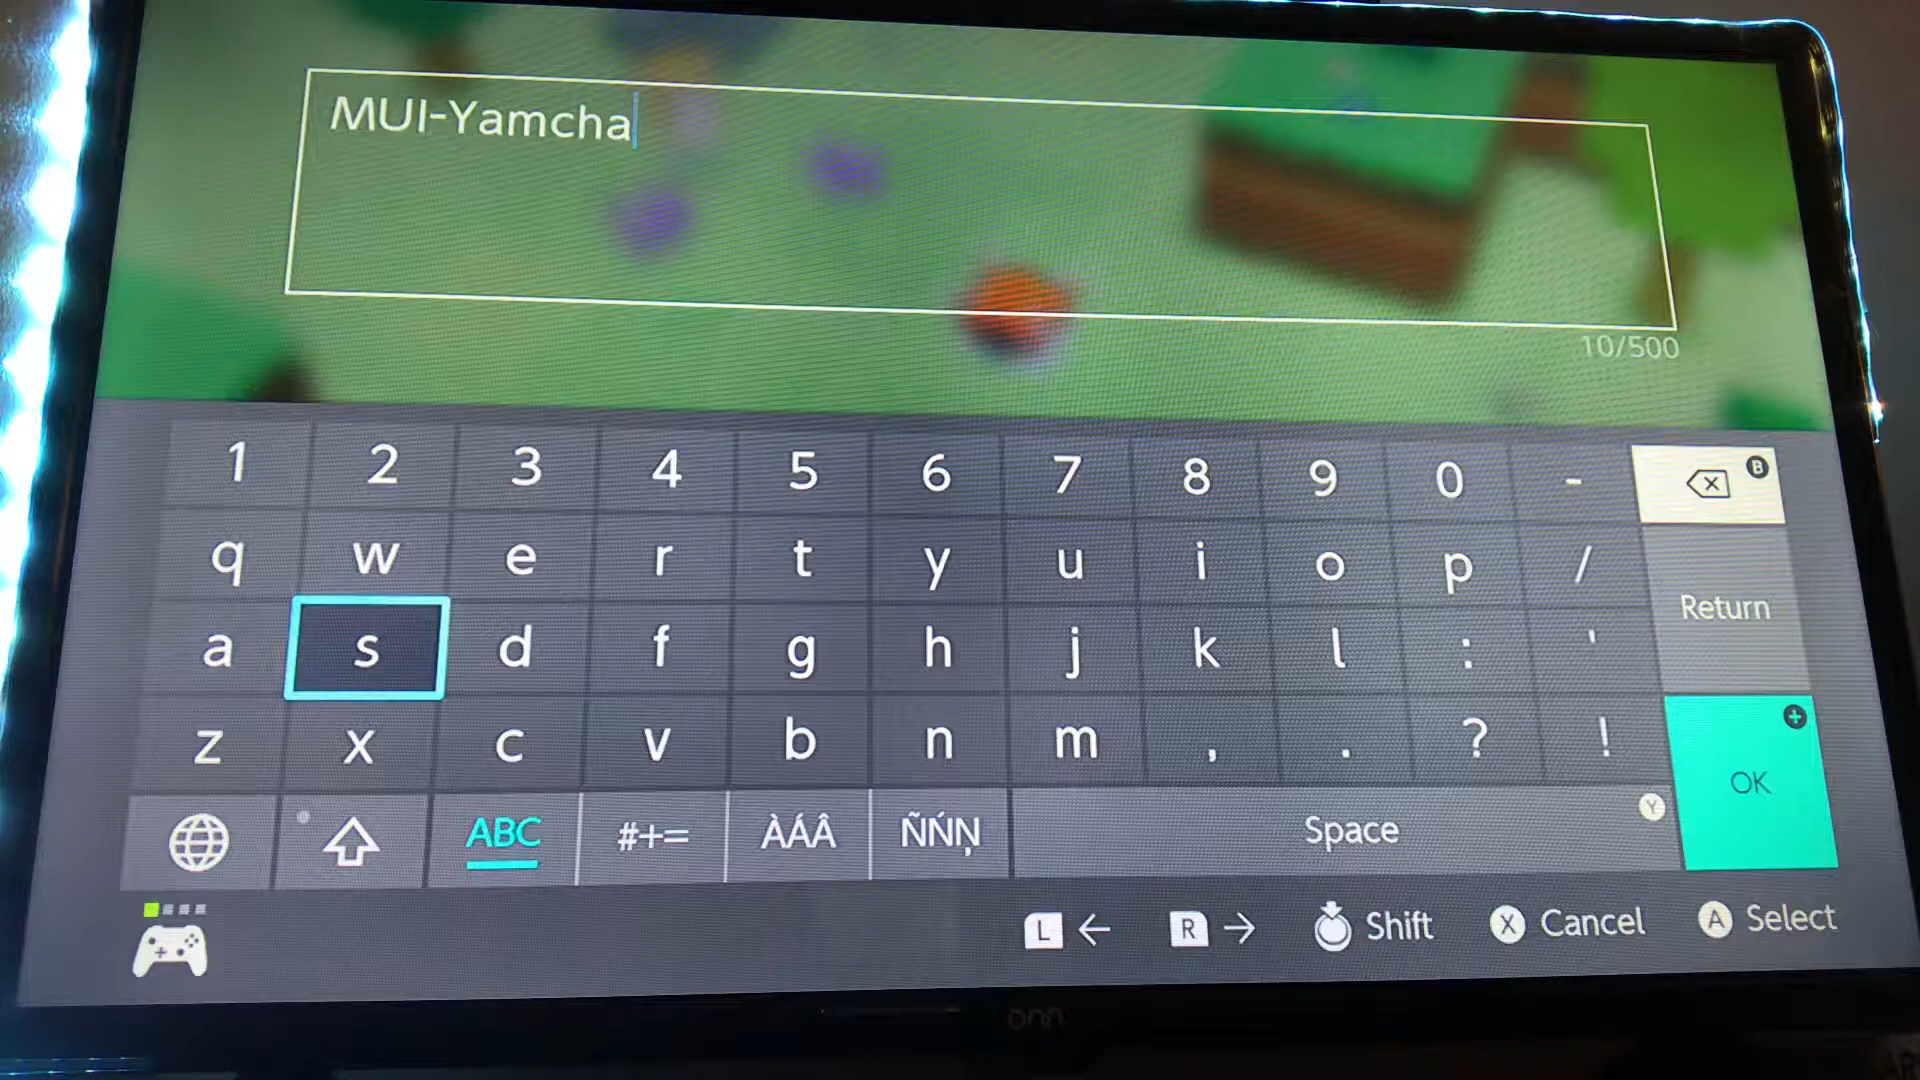 MUI-Yamcha
10/500
1 2 3 4 5 6 7 8 9 0 -
B
q w e r t y u i o p /
Return
a s d f g h j k l : '
z x c v b n m , . ? !
+
OK
ABC #+= ÀÁÂ ÑŃŅ Space
Y
L ← R → Shift X Cancel A Select
onn